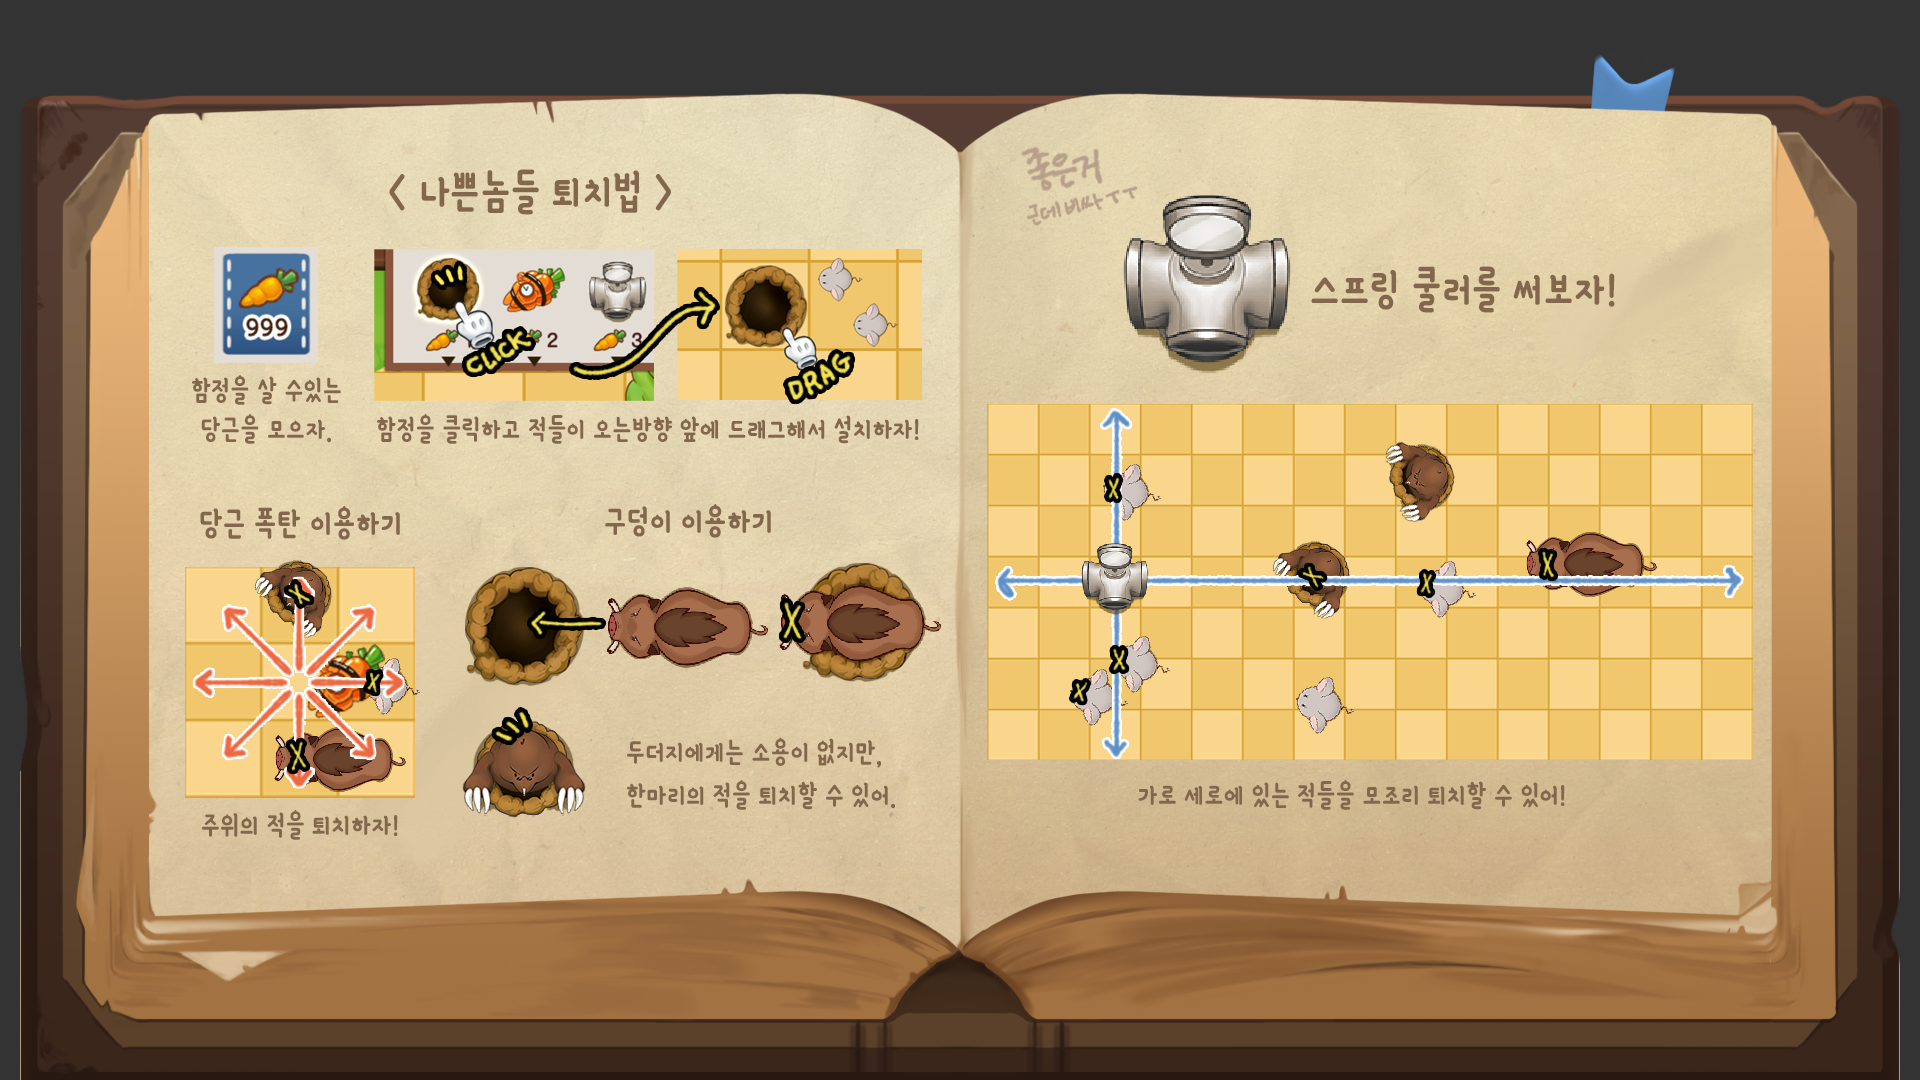 < 나쁜놈들 퇴치법 >
999
함정을 살 수있는
당근을 모으자.
2
3
CLICK
DRAG
함정을 클릭하고 적들이 오는방향 앞에 드래그해서 설치하자!
당근 폭탄 이용하기
주위의 적을 퇴치하자!
구덩이 이용하기
두더지에게는 소용이 없지만,
한마리의 적을 퇴치할 수 있어.
좋은거
근데 비싸ㅜㅜ
스프링 쿨러를 써보자!
가로 세로에 있는 적들을 모조리 퇴치할 수 있어!